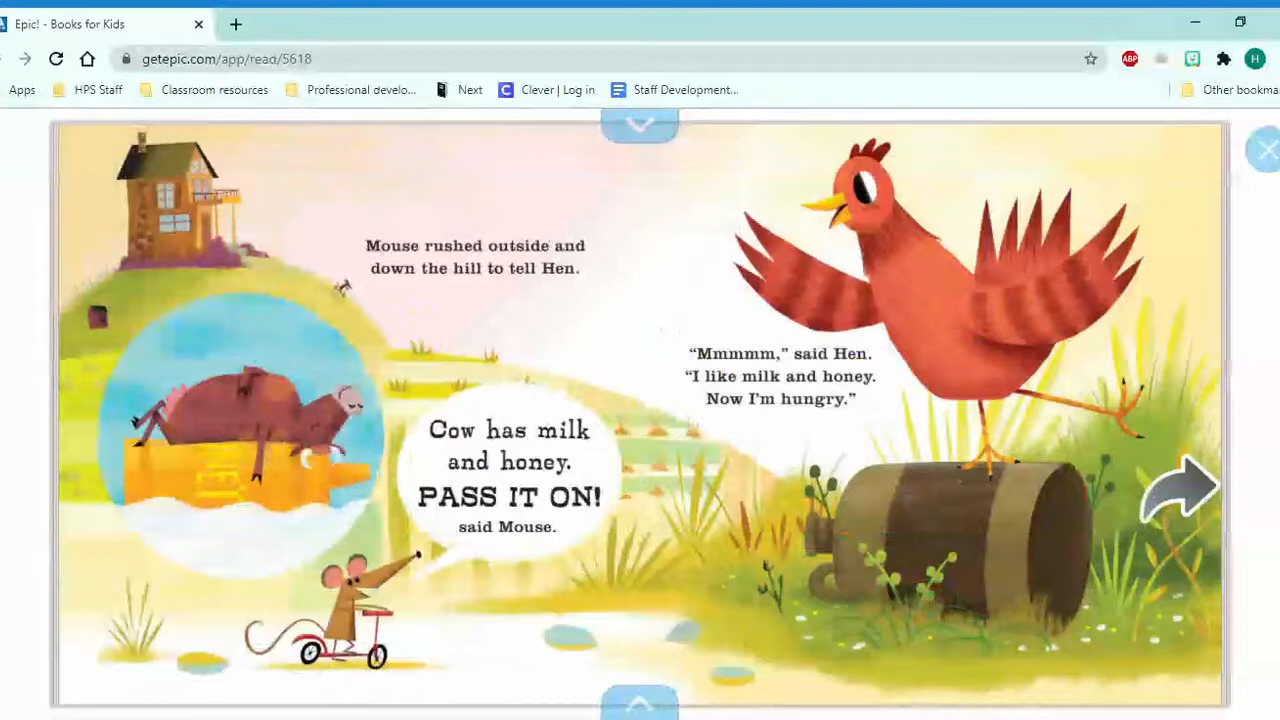 Epic! - Books for Kids
getepic.com/app/read/5618
ABP
H
Apps
HPS Staff
Classroom resources
Professional develo...
Next
C
Clever | Log in
Staff Development...
Other bookma
Mouse rushed outside and
down the hill to tell Hen.
Cow has milk
and honey.
PASS IT ON!
said Mouse.
“Mmmmm,” said Hen.
“I like milk and honey.
Now I'm hungry.”